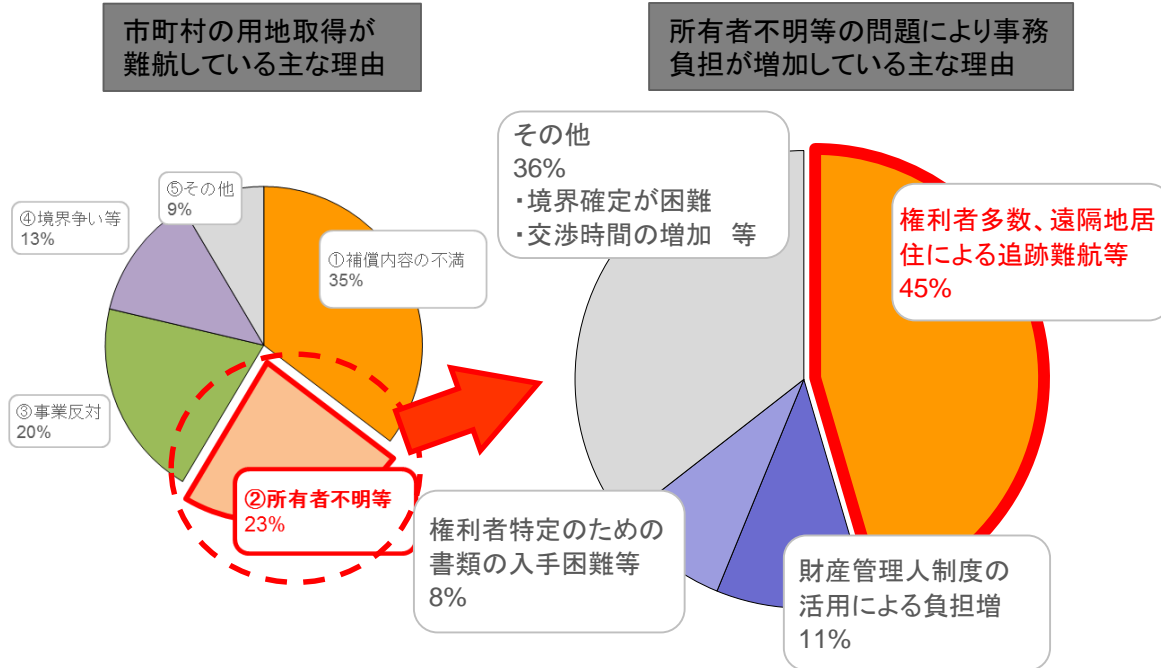 市町村の用地取得が
難航している主な理由
①補償内容の不満
35%
②所有者不明等
23%
③事業反対
20%
④境界争い等
13%
⑤その他
9%
所有者不明等の問題により事務
負担が増加している主な理由
権利者多数、遠隔地居
住による追跡難航等
45%
財産管理人制度の
活用による負担増
11%
権利者特定のための
書類の入手困難等
8%
その他
36%
・境界確定が困難
・交渉時間の増加　等